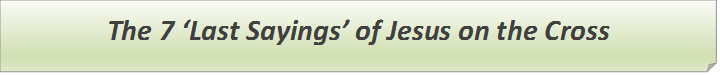 The 7 ‘Last Sayings’ of Jesus on the Cross